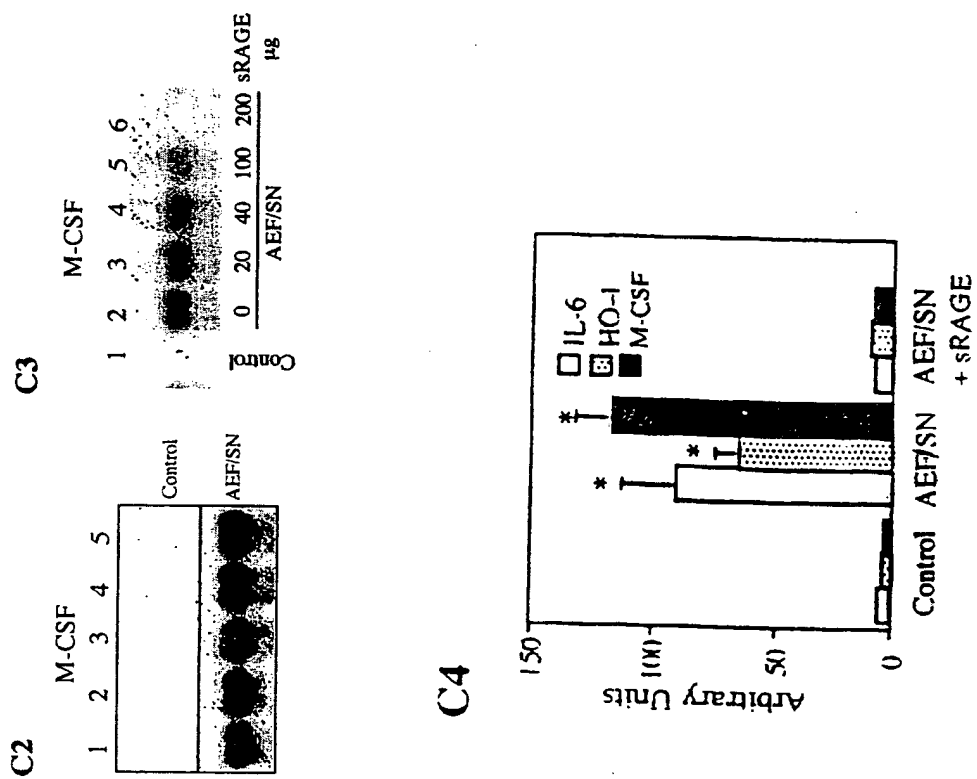 C2
M-CSF
1 2 3 4 5
Control
AEF/SN
C3
M-CSF
1 2 3 4 5 6
Control
0 20 40 100 200 sRAGE
µg
AEF/SN
C4
Arbitrary Units
150
100
50
0
IL-6
HO-1
M-CSF
* * *
Control AEF/SN AEF/SN
+ sRAGE